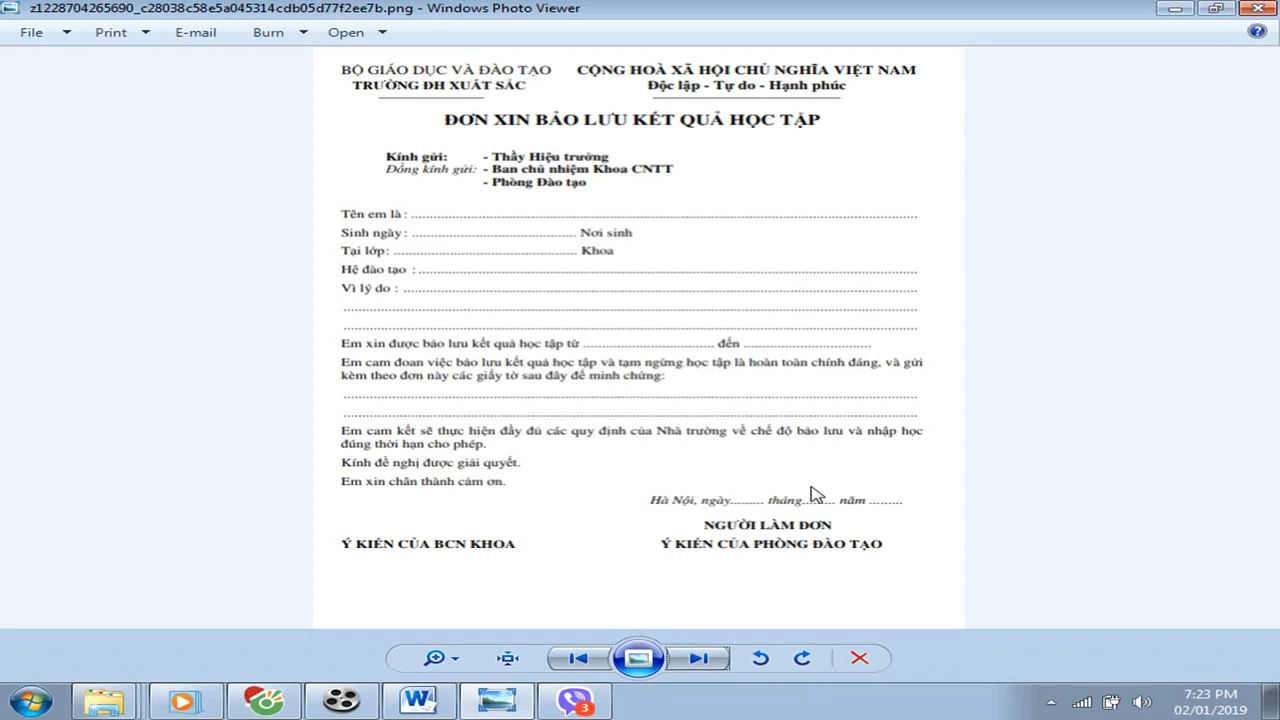 z1228704265690_c28038c58e5a045314cdb05d77f2ee7b.png - Windows Photo Viewer
File Print E-mail Burn Open
BỘ GIÁO DỤC VÀ ĐÀO TẠO CỘNG HOÀ XÃ HỘI CHỦ NGHĨA VIỆT NAM
TRƯỜNG ĐH XUẤT SẮC Độc lập - Tự do - Hạnh phúc
ĐƠN XIN BẢO LƯU KẾT QUẢ HỌC TẬP
Kính gửi: - Thầy Hiệu trưởng
Đồng kính gửi: - Ban chủ nhiệm Khoa CNTT
- Phòng Đào tạo
Tên em là : ........................................
Sinh ngày : ........................................ Nơi sinh
Tại lớp : ........................................ Khoa
Hệ đào tạo : ........................................
Vì lý do : ........................................
........................................
........................................
Em xin được bảo lưu kết quả học tập từ ........................................ đến ........................................
Em cam đoan việc bảo lưu kết quả học tập và tạm ngừng học tập là hoàn toàn chính đáng, và gửi
kèm theo đơn này các giấy tờ sau đây để minh chứng:
........................................
........................................
Em cam kết sẽ thực hiện đầy đủ các quy định của Nhà trường về chế độ bảo lưu và nhập học
đúng thời hạn cho phép.
Kính đề nghị được giải quyết.
Em xin chân thành cảm ơn.
Hà Nội, ngày......... tháng......... năm .........
NGƯỜI LÀM ĐƠN
Ý KIẾN CỦA BCN KHOA Ý KIẾN CỦA PHÒNG ĐÀO TẠO
3
7:23 PM
02/01/2019